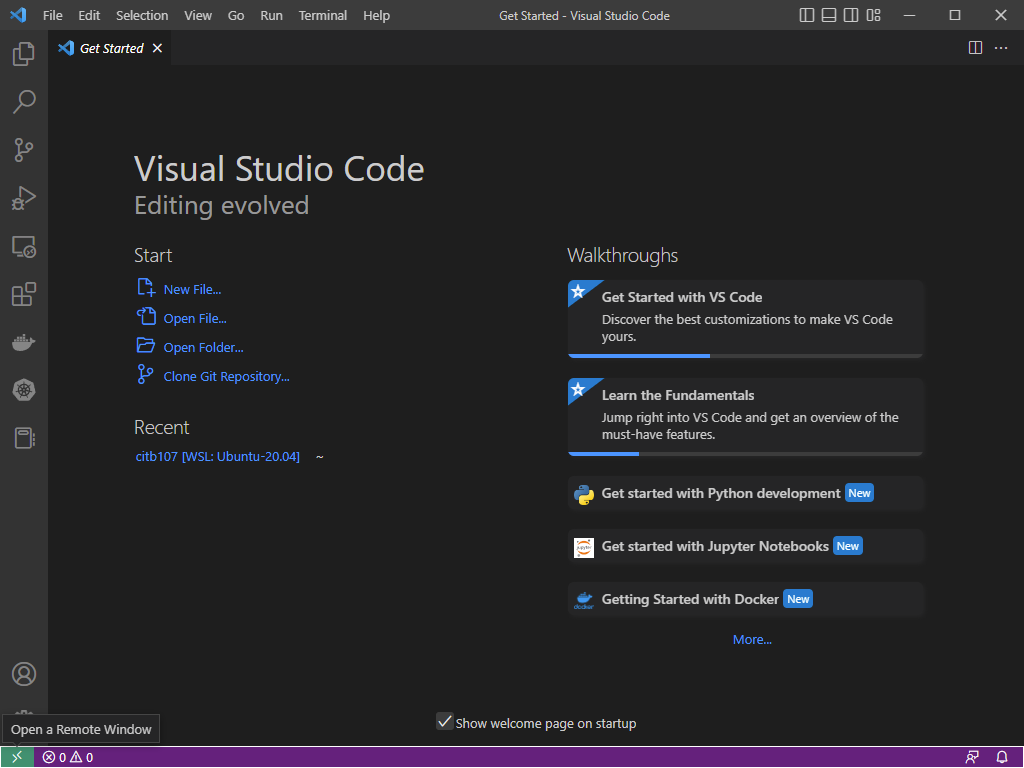 File Edit Selection View Go Run Terminal Help Get Started - Visual Studio Code
Get Started
Visual Studio Code
Editing evolved
Start
New File...
Open File...
Open Folder...
Clone Git Repository...
Recent
citb107 [WSL: Ubuntu-20.04] ~
Walkthroughs
Get Started with VS Code
Discover the best customizations to make VS Code
yours.
Learn the Fundamentals
Jump right into VS Code and get an overview of the
must-have features.
Get started with Python development New
jupyter Get started with Jupyter Notebooks New
docker Getting Started with Docker New
More...
Show welcome page on startup
Open a Remote Window
0 0